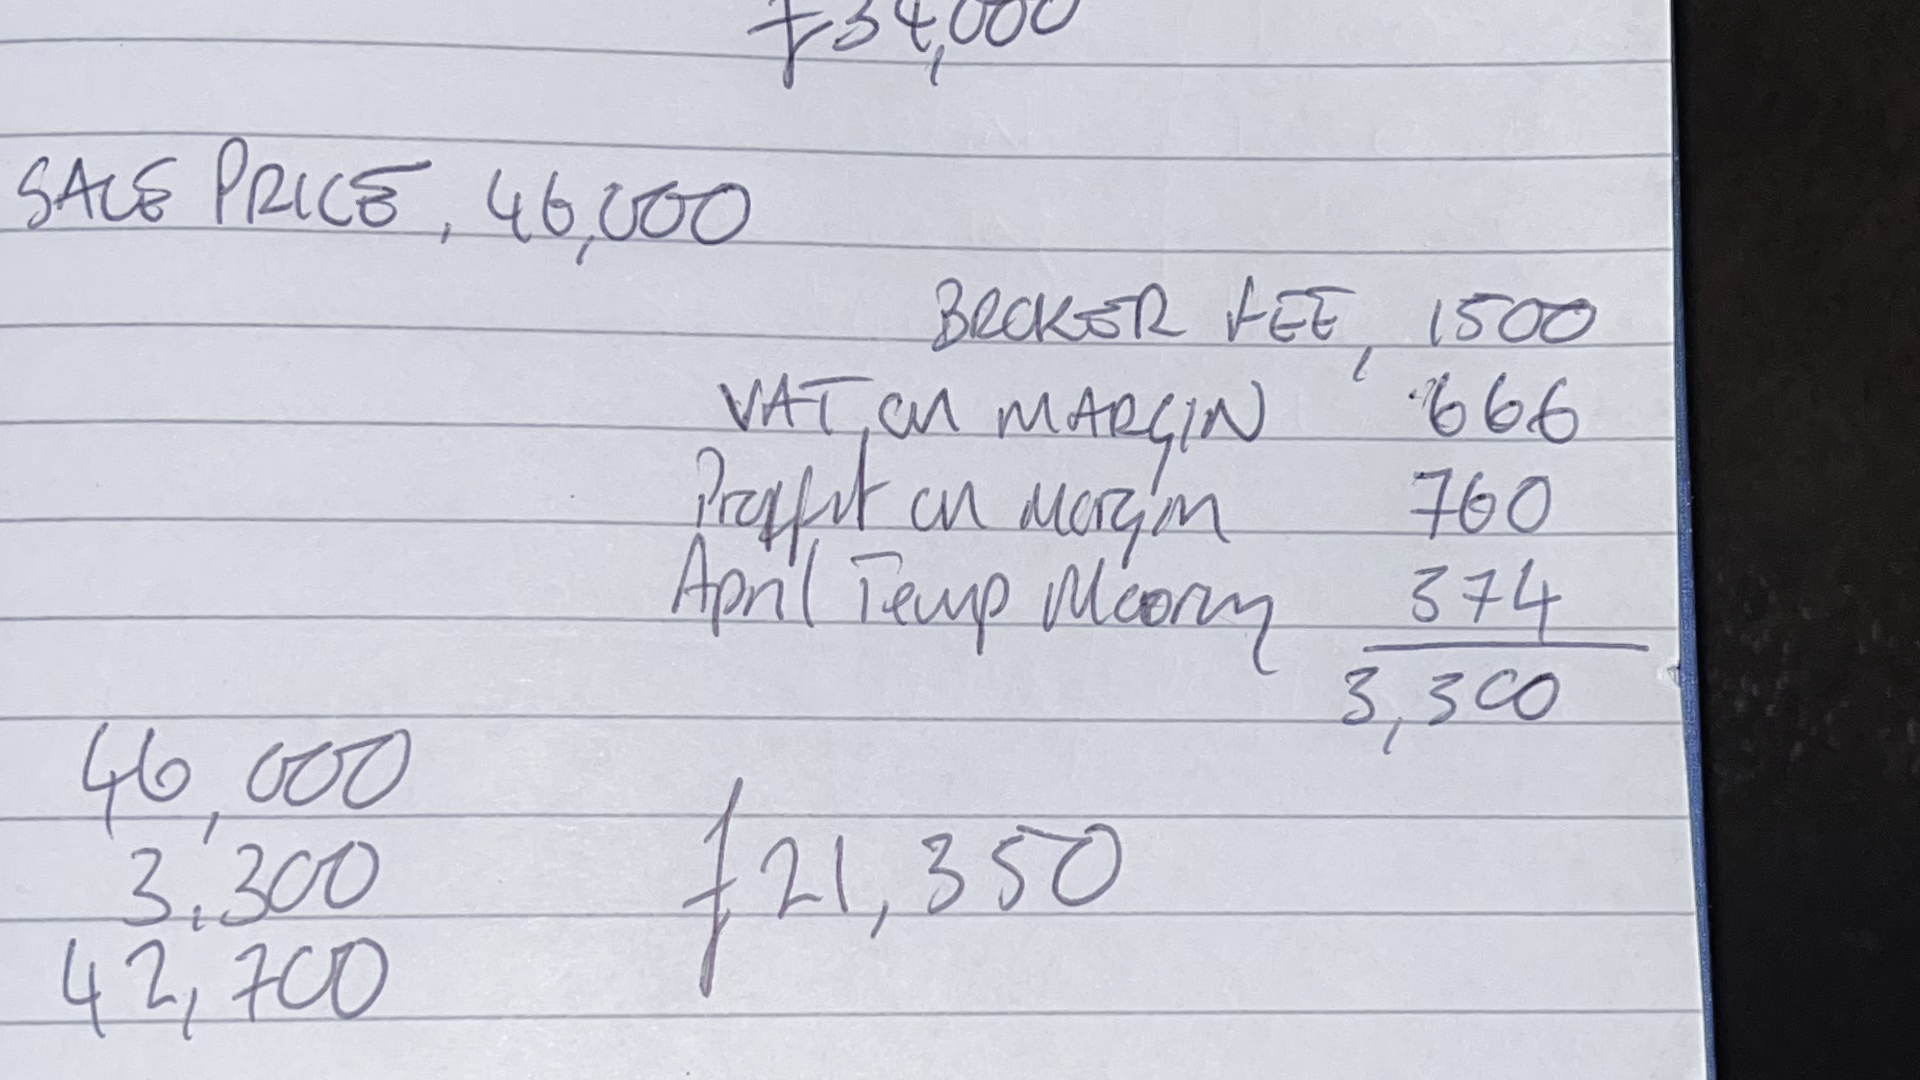 £34,000
SALE PRICE, 46,000
BROKER FEE, 1500
VAT, on MARGIN 666
Proffit on Margin 760
April Temp Mooring 374
3,300
46,000
3,300 £21,350
42,700